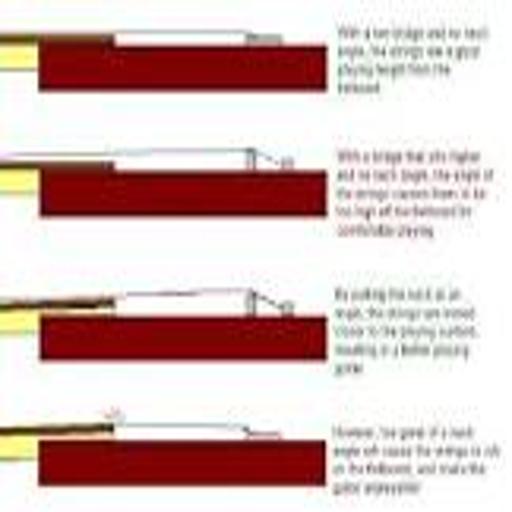 With a low bridge and no neck
angle, the strings are a good
playing height from the
fretboard
With a bridge that sits higher
and no neck angle, the angle of
the strings causes them to be
too high off the fretboard for
comfortable playing
By setting the neck at an
angle, the strings are moved
closer to the playing surface,
resulting in a better playing
guitar
However, too great of a neck
angle will cause the strings to
on the fretboard, and make the
guitar unplayable!